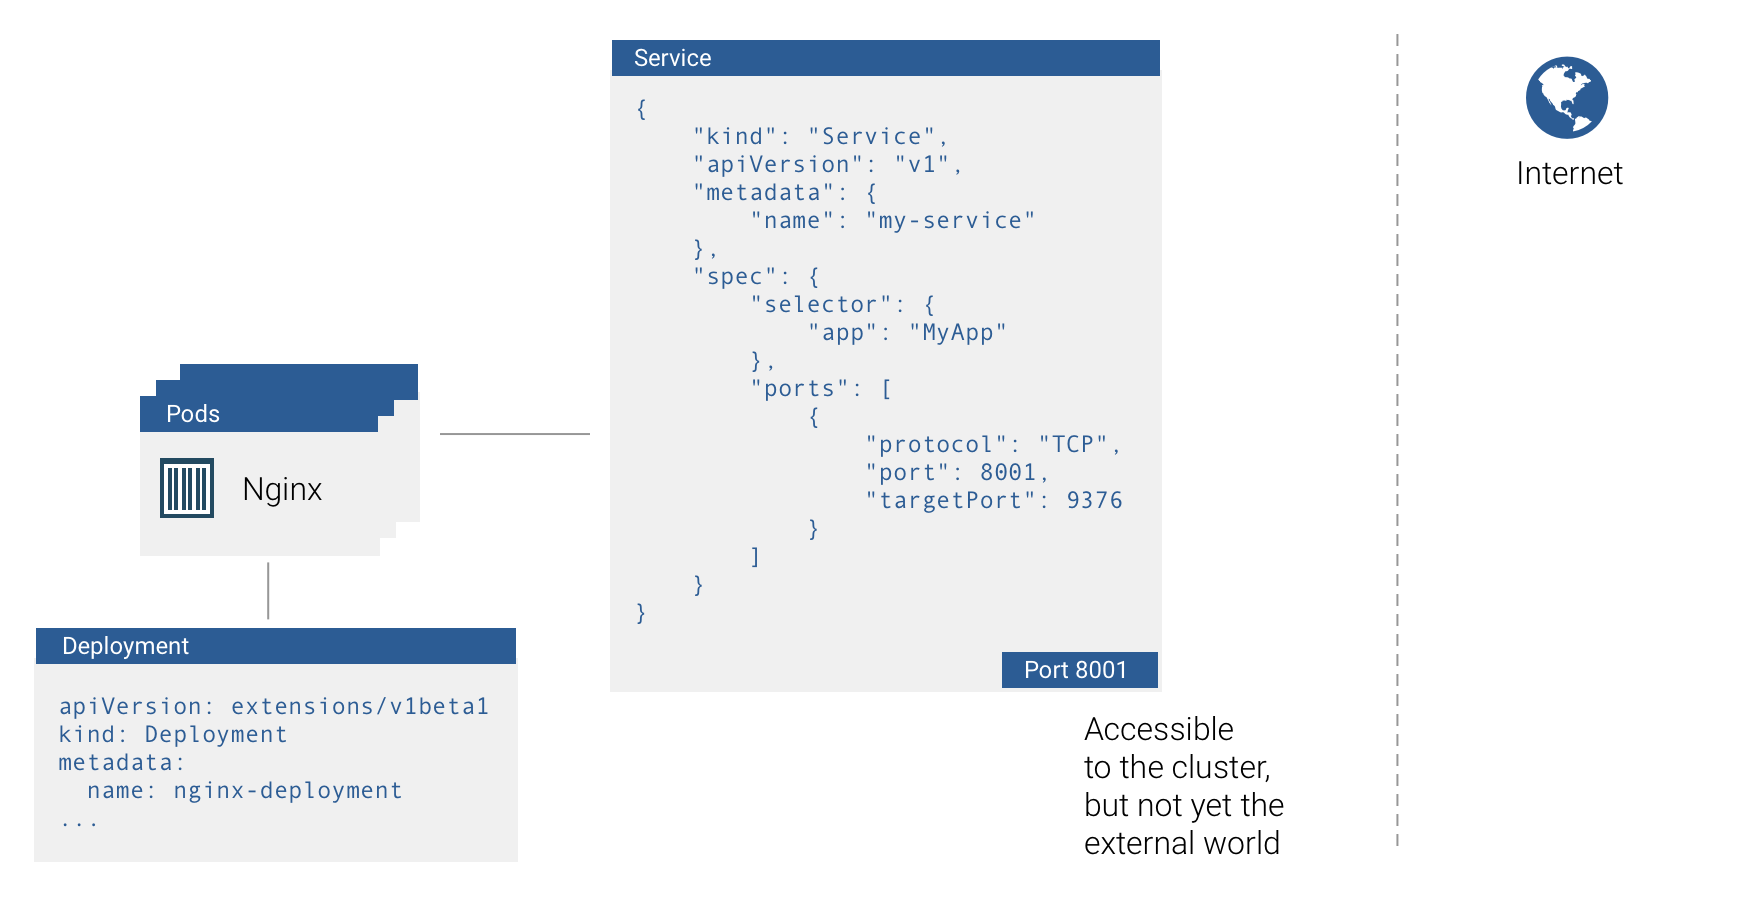 Service
{
    "kind": "Service",
    "apiVersion": "v1",
    "metadata": {
        "name": "my-service"
    },
    "spec": {
        "selector": {
            "app": "MyApp"
        },
        "ports": [
            {
                "protocol": "TCP",
                "port": 8001,
                "targetPort": 9376
            }
        ]
    }
}
Port 8001
Accessible
to the cluster,
but not yet the
external world
Internet
Pods
Nginx
Deployment
apiVersion: extensions/v1beta1
kind: Deployment
metadata:
  name: nginx-deployment
...